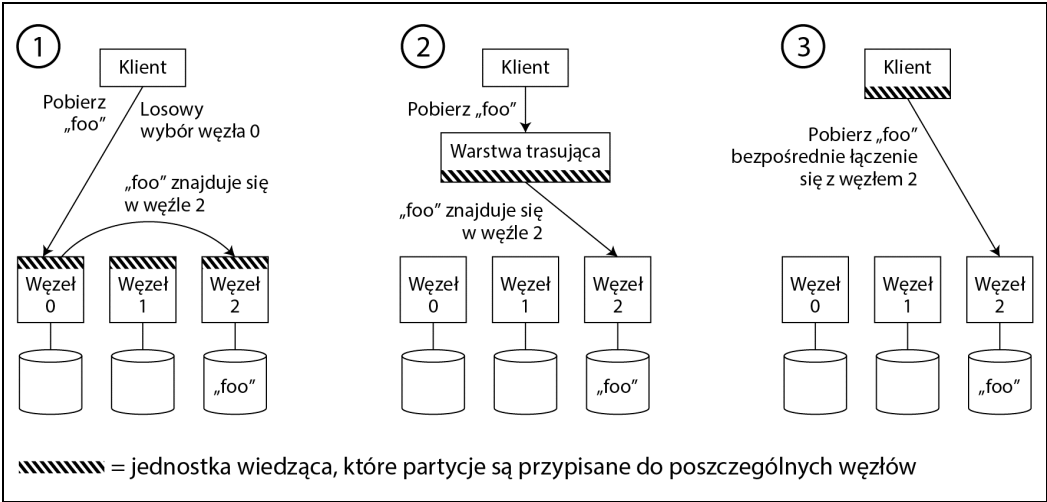 1
Klient
Pobierz
„foo”
Losowy
wybór węzła 0
„foo” znajduje się
w węźle 2
Węzeł
0
Węzeł
1
Węzeł
2
„foo”
2
Klient
Pobierz „foo”
Warstwa trasująca
„foo” znajduje się
w węźle 2
Węzeł
0
Węzeł
1
Węzeł
2
„foo”
3
Klient
Pobierz „foo”
bezpośrednie łączenie
się z węzłem 2
Węzeł
0
Węzeł
1
Węzeł
2
„foo”
= jednostka wiedząca, które partycje są przypisane do poszczególnych węzłów